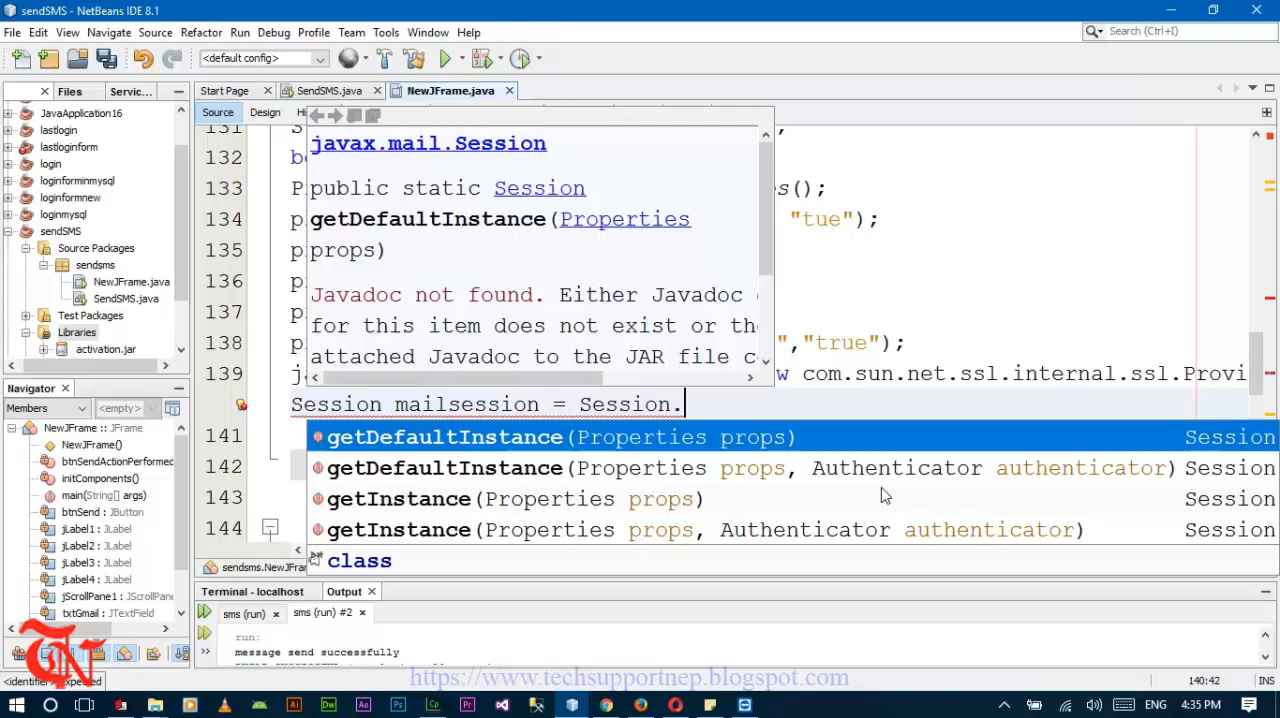 sendSMS - NetBeans IDE 8.1
File Edit View Navigate Source Refactor Run Debug Profile Team Tools Window Help
Search (Ctrl+I)
<default config>
Files Servic...
Start Page SendSMS.java NewJFrame.java
Source Design Hi
JavaApplication16
lastlogin
lastloginform
login
loginforminmysql
loginformnew
loginmysql
sendSMS
Source Packages
sendsms
NewJFrame.java
SendSMS.java
Test Packages
Libraries
activation.jar
Navigator
Members <empty>
NewJFrame :: JFrame
NewJFrame()
btnSendActionPerformed
initComponents()
main(String[] args)
btnSend : JButton
jLabel1 : JLabel
jLabel2 : JLabel
jLabel3 : JLabel
jLabel4 : JLabel
jScrollPane1 : JScrollPane
txtGmail : JTextField
131 S ;
132 bo
133 P s();
134 p "tue");
135 p
136 p
137 p
138 p ","true");
139 j w com.sun.net.ssl.internal.ssl.Provi
Session mailsession = Session.
141
142
143
144
javax.mail.Session
public static Session
getDefaultInstance(Properties
props)
Javadoc not found. Either Javadoc
for this item does not exist or the
attached Javadoc to the JAR file
getDefaultInstance(Properties props) Session
getDefaultInstance(Properties props, Authenticator authenticator) Session
getInstance(Properties props) Session
getInstance(Properties props, Authenticator authenticator) Session
class
sendsms.NewJFra
Terminal - localhost Output
sms (run) sms (run) #2
run:
message send successfully
TN
expected
https://www.techsupportnep.blogspot.com
140:42 INS
ENG 4:35 PM